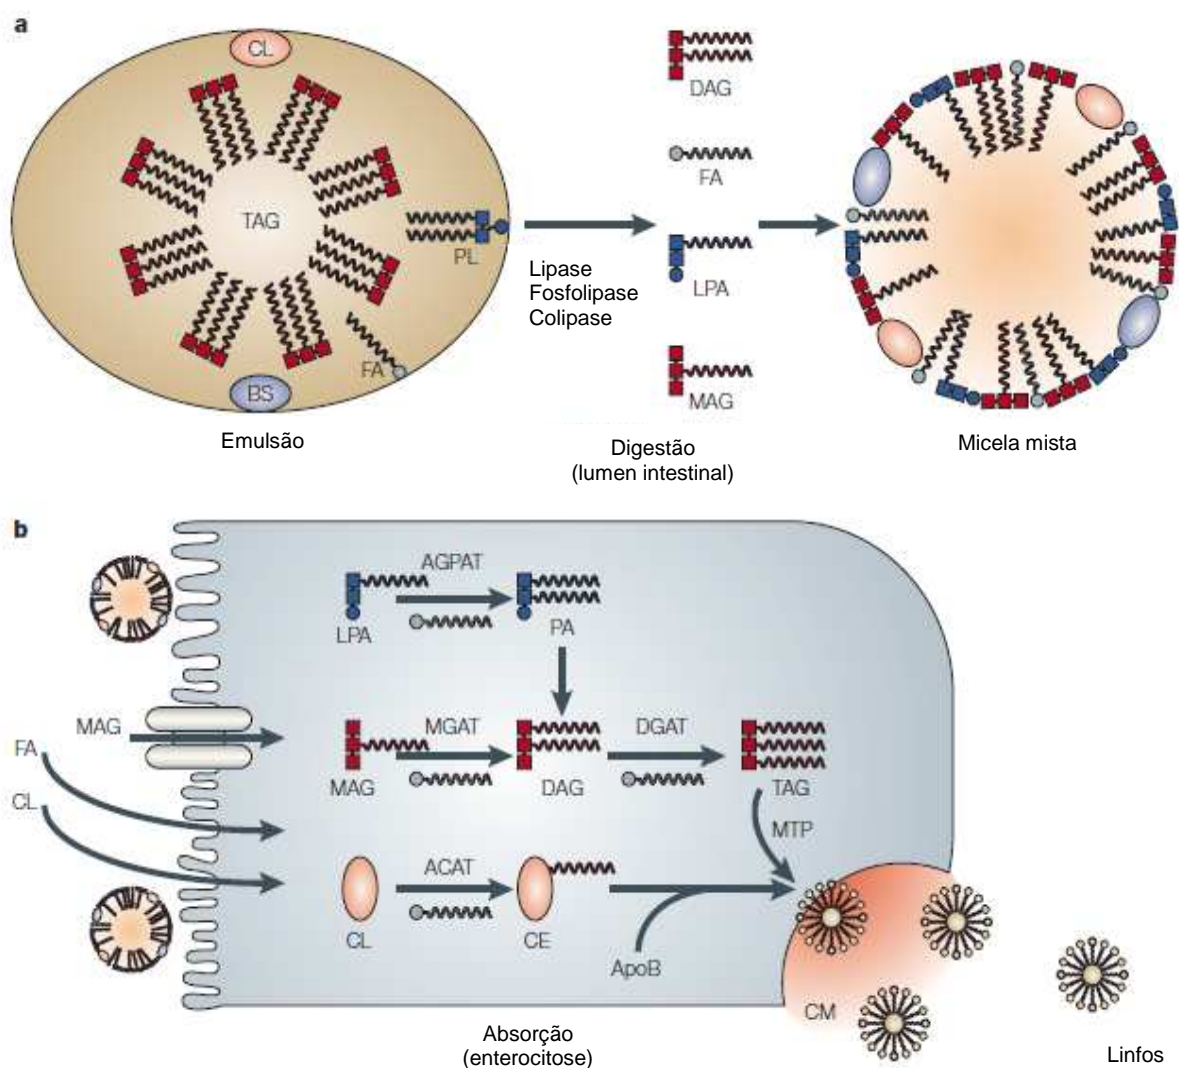 a
CL
TAG
PL
FA
BS
Emulsão
Lipase
Fosfolipase
Colipase
DAG
FA
LPA
MAG
Digestão
(lumen intestinal)
Micela mista
b
AGPAT
LPA
PA
MAG
FA
CL
MGAT
DGAT
MAG
DAG
TAG
MTP
ACAT
CL
CE
ApoB
CM
Absorção
(enterocitose)
Linfos